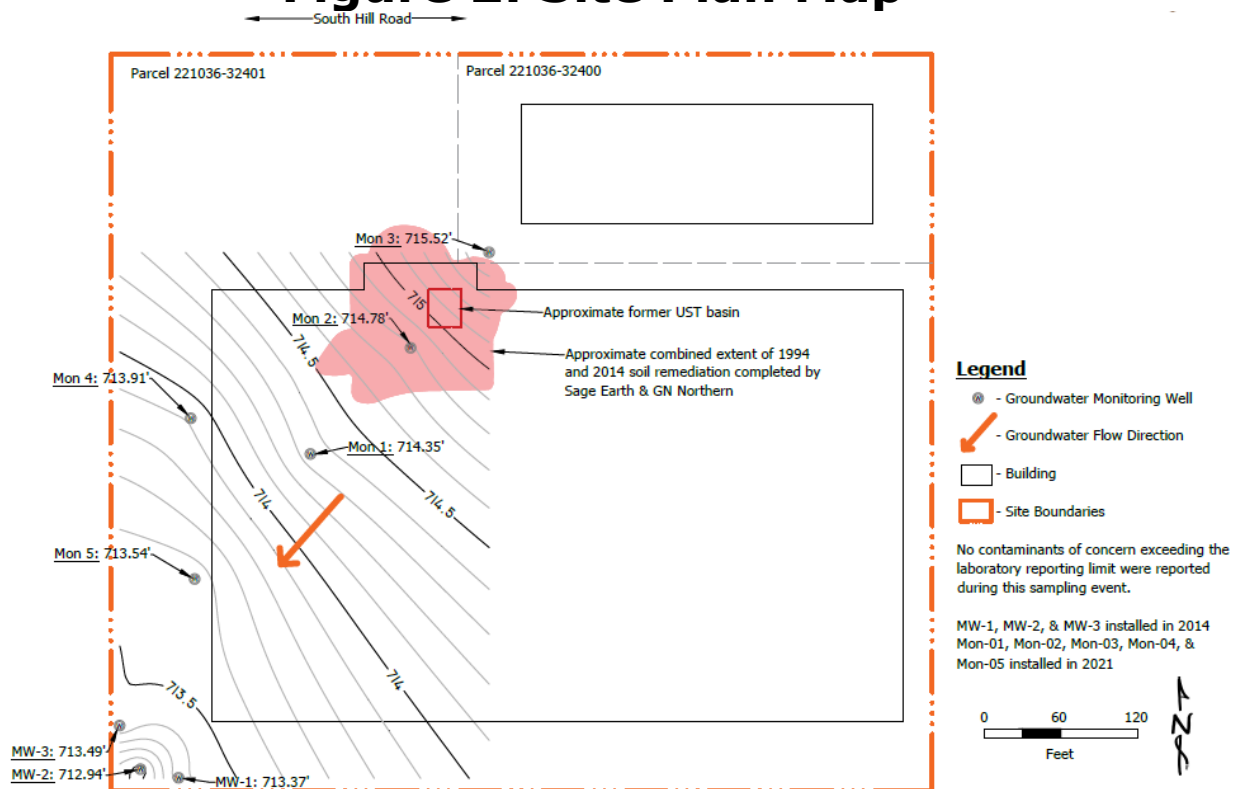 Figure 2: Site Plan Map
South Hill Road
Parcel 221036-32401
Parcel 221036-32400
Mon 3: 715.52'
715
Approximate former UST basin
Mon 2: 714.78'
714.5
Approximate combined extent of 1994
and 2014 soil remediation completed by
Sage Earth & GN Northern
Mon 4: 713.91'
Mon 1: 714.35'
714.5
714
Mon 5: 713.54'
714
713.5
MW-3: 713.49'
MW-2: 712.94'
MW-1: 713.37'
Legend
- Groundwater Monitoring Well
- Groundwater Flow Direction
- Building
- Site Boundaries
No contaminants of concern exceeding the
laboratory reporting limit were reported
during this sampling event.
MW-1, MW-2, & MW-3 installed in 2014
Mon-01, Mon-02, Mon-03, Mon-04, &
Mon-05 installed in 2021
0 60 120
Feet
N